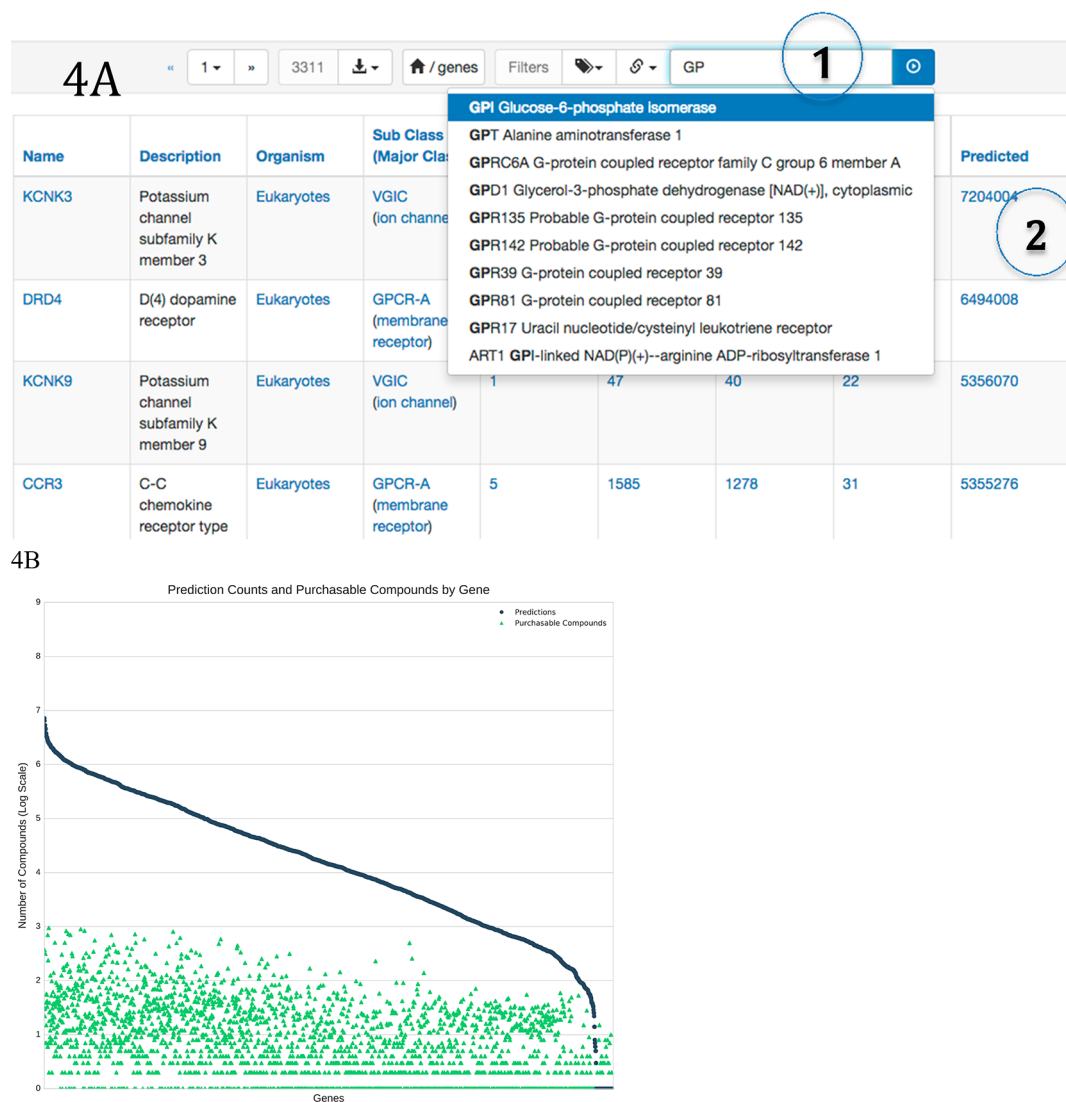 4A
« 1 » 3311 / genes Filters GP 1
GPI Glucose-6-phosphate isomerase
GPT Alanine aminotransferase 1
GPRC6A G-protein coupled receptor family C group 6 member A
GPD1 Glycerol-3-phosphate dehydrogenase [NAD(+)], cytoplasmic
GPR135 Probable G-protein coupled receptor 135
GPR142 Probable G-protein coupled receptor 142
GPR39 G-protein coupled receptor 39
GPR81 G-protein coupled receptor 81
GPR17 Uracil nucleotide/cysteinyl leukotriene receptor
ART1 GPI-linked NAD(P)(+)--arginine ADP-ribosyltransferase 1
Sub Class
Name Description Organism (Major Cla Predicted
KCNK3 Potassium Eukaryotes VGIC 7204004
channel (ion channe
subfamily K
member 3
2
DRD4 D(4) dopamine Eukaryotes GPCR-A 6494008
receptor (membrane
receptor)
KCNK9 Potassium Eukaryotes VGIC 1 47 40 22 5356070
channel (ion channel)
subfamily K
member 9
CCR3 C-C Eukaryotes GPCR-A 5 1585 1278 31 5355276
chemokine (membrane
receptor type receptor)
4B
Prediction Counts and Purchasable Compounds by Gene
Predictions
Purchasable Compounds
Number of Compounds (Log Scale)
9
8
7
6
5
4
3
2
1
0
Genes